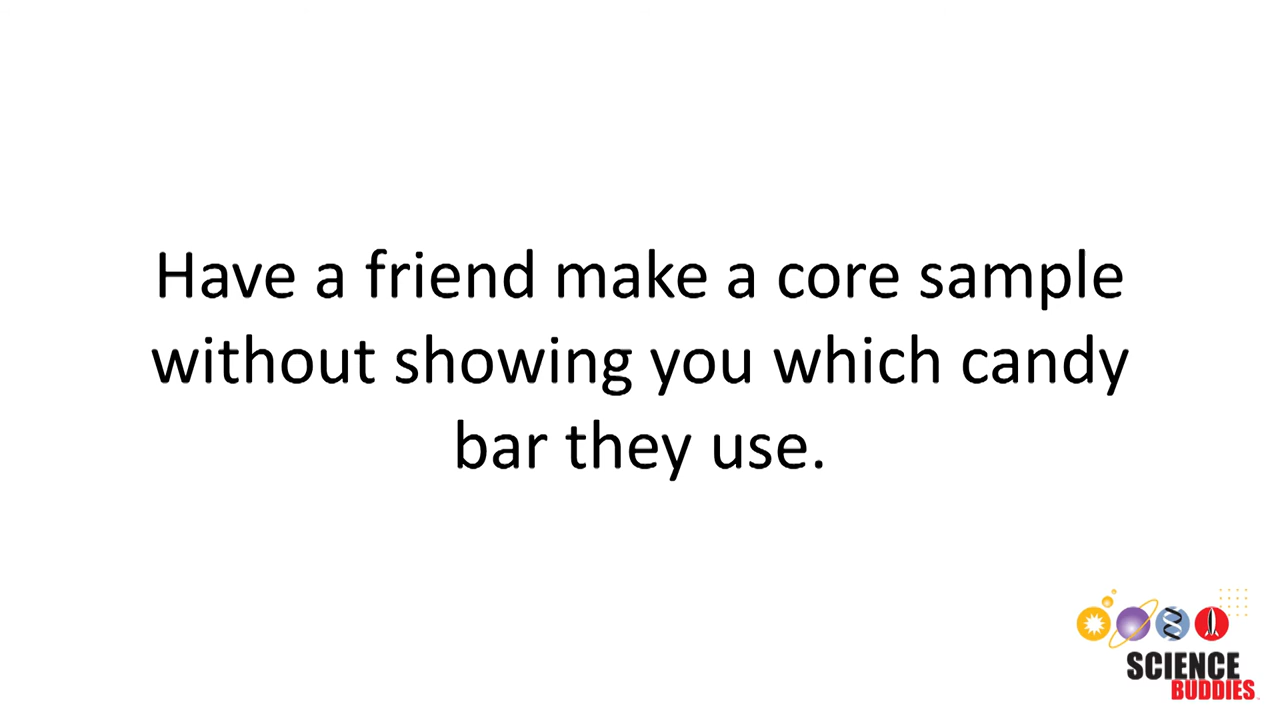 Have a friend make a core sample
without showing you which candy
bar they use.
SCIENCE
BUDDIES